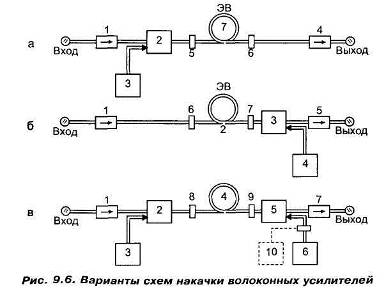 ЭВ
1 2 7 4
а
Вход 5 6 Выход
3
ЭВ
1 6 7 5
б 2 3
Вход Выход
4
1 8 4 9 7
в 2 5
Вход Выход
3 10 6
Рис. 9.6. Варианты схем накачки волоконных усилителей